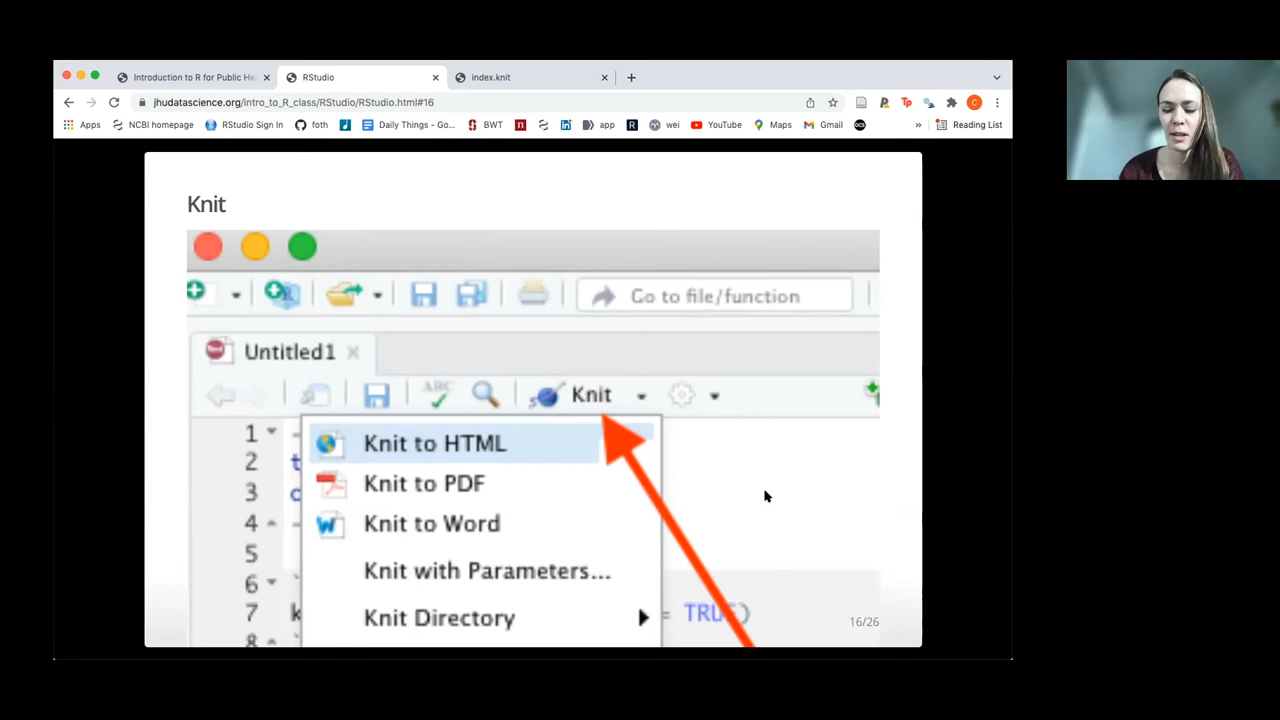 Introduction to R for Public He
RStudio
index.knit
jhudatascience.org/intro_to_R_class/RStudio/RStudio.html#16
Apps NCBI homepage RStudio Sign In foth Daily Things - Go... BWT app wei YouTube Maps Gmail » Reading List
Knit
Go to file/function
Untitled1
ABC Knit
1
2 t
3
4
5
6
7 k = TRUE)
8
Knit to HTML
Knit to PDF
Knit to Word
Knit with Parameters...
Knit Directory
16/26